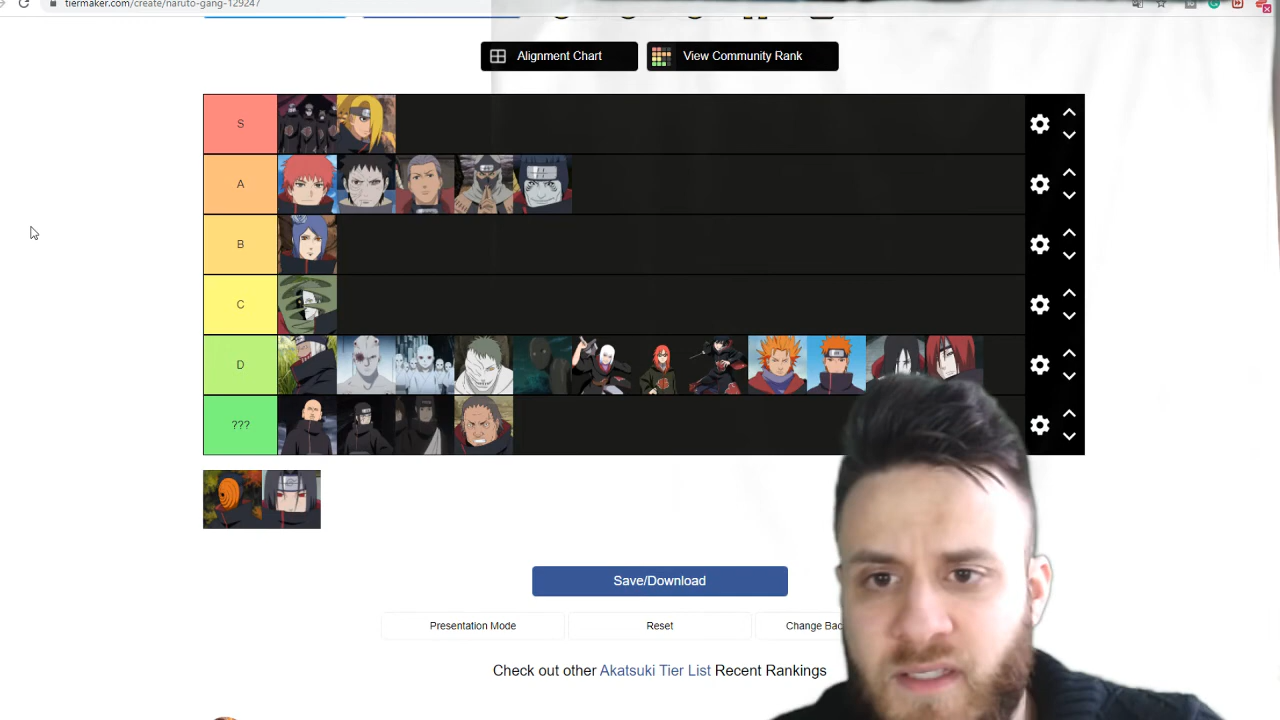 tiermaker.com/create/naruto-gang-129247
Alignment Chart
View Community Rank
S
A
B
C
D
???
Save/Download
Presentation Mode
Reset
Change Bac
Check out other Akatsuki Tier List Recent Rankings